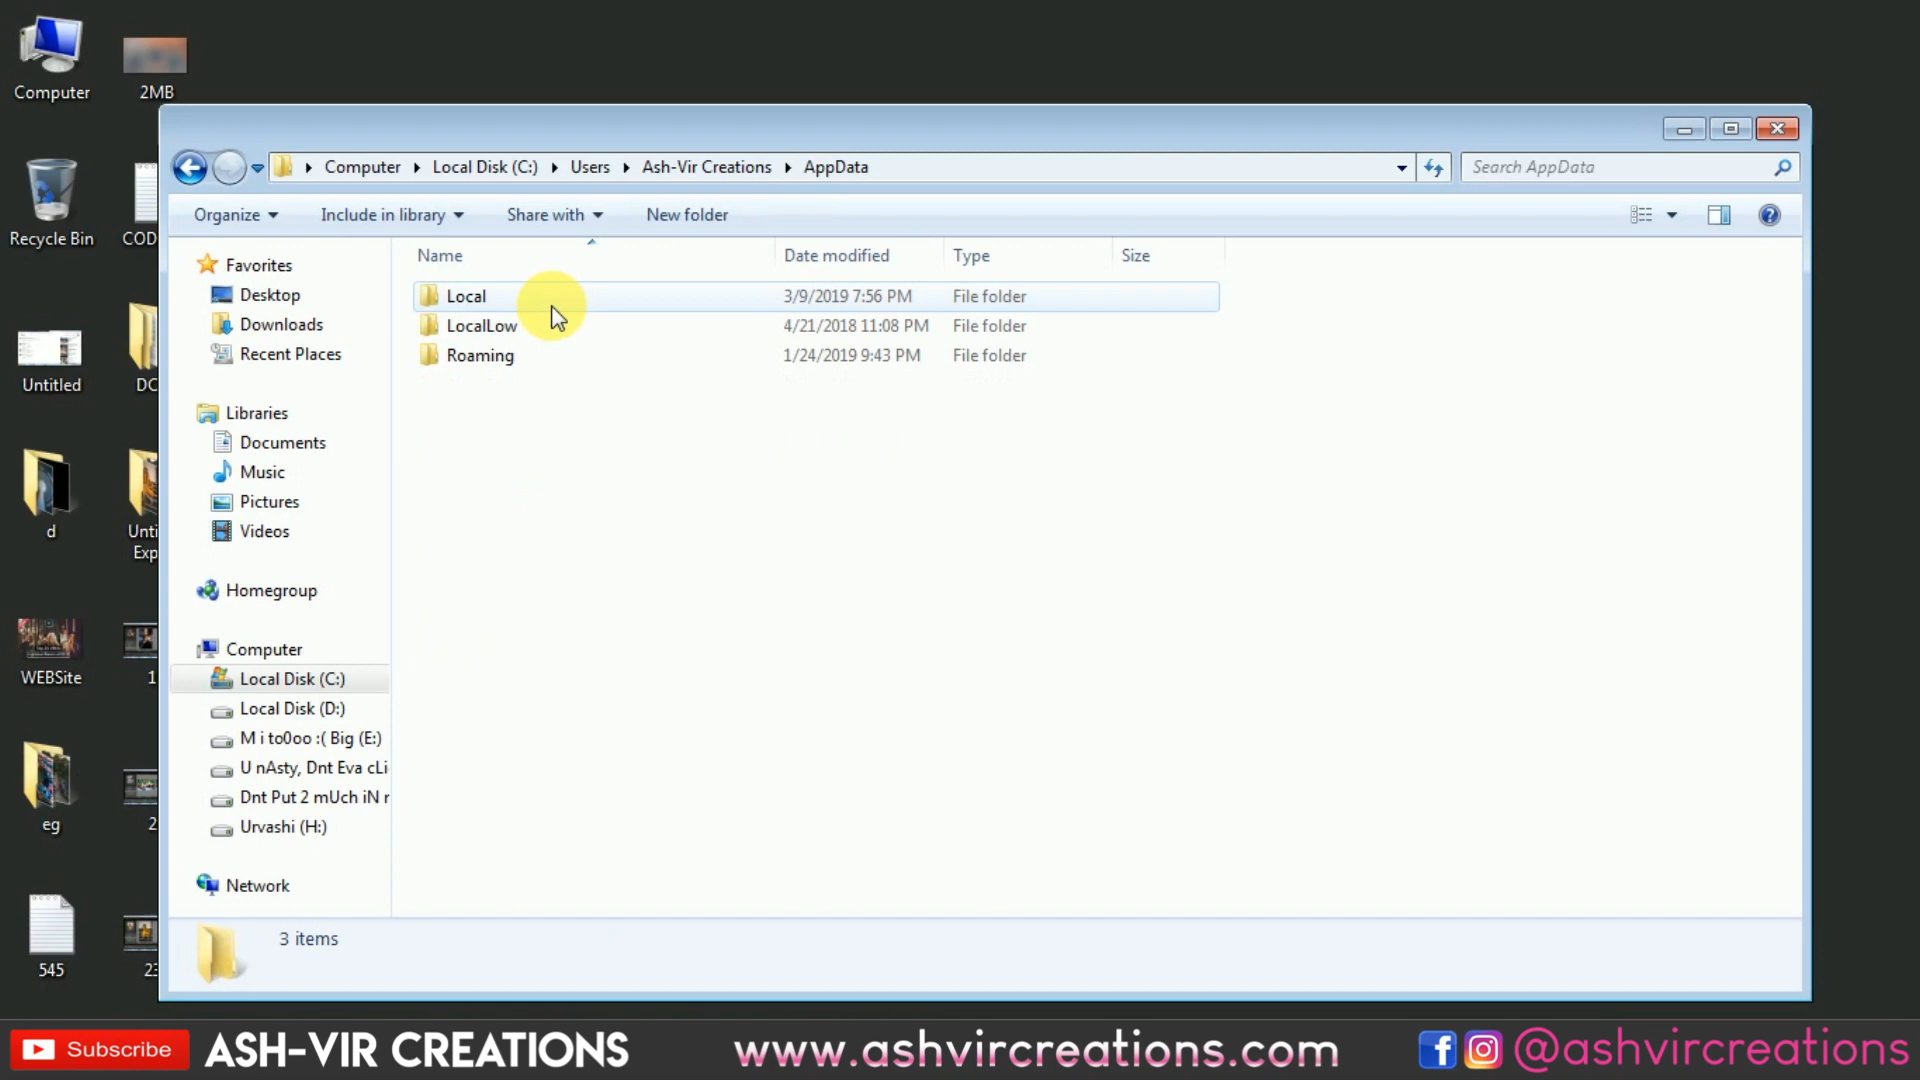 Computer
2MB
Recycle Bin
COD
Untitled
DC
d
Unti
Exp
WEBSite
1
eg
2
545
23
Computer
Local Disk (C:)
Users
Ash-Vir Creations
AppData
Search AppData
Organize
Include in library
Share with
New folder
Name
Date modified
Type
Size
Local
3/9/2019 7:56 PM
File folder
LocalLow
4/21/2018 11:08 PM
File folder
Roaming
1/24/2019 9:43 PM
File folder
Favorites
Desktop
Downloads
Recent Places
Libraries
Documents
Music
Pictures
Videos
Homegroup
Computer
Local Disk (C:)
Local Disk (D:)
M i to0oo :( Big (E:)
U nAsty, Dnt Eva cLi
Dnt Put 2 mUch iN r
Urvashi (H:)
Network
3 items
Subscribe
ASH-VIR CREATIONS
www.ashvircreations.com
@ashvircreations